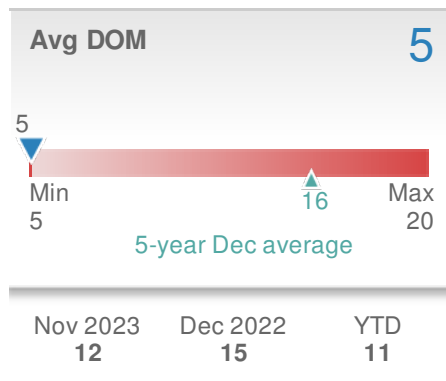 Avg DOM 5
5
Min Max
5 16 20
5-year Dec average
Nov 2023 Dec 2022 YTD
12 15 11